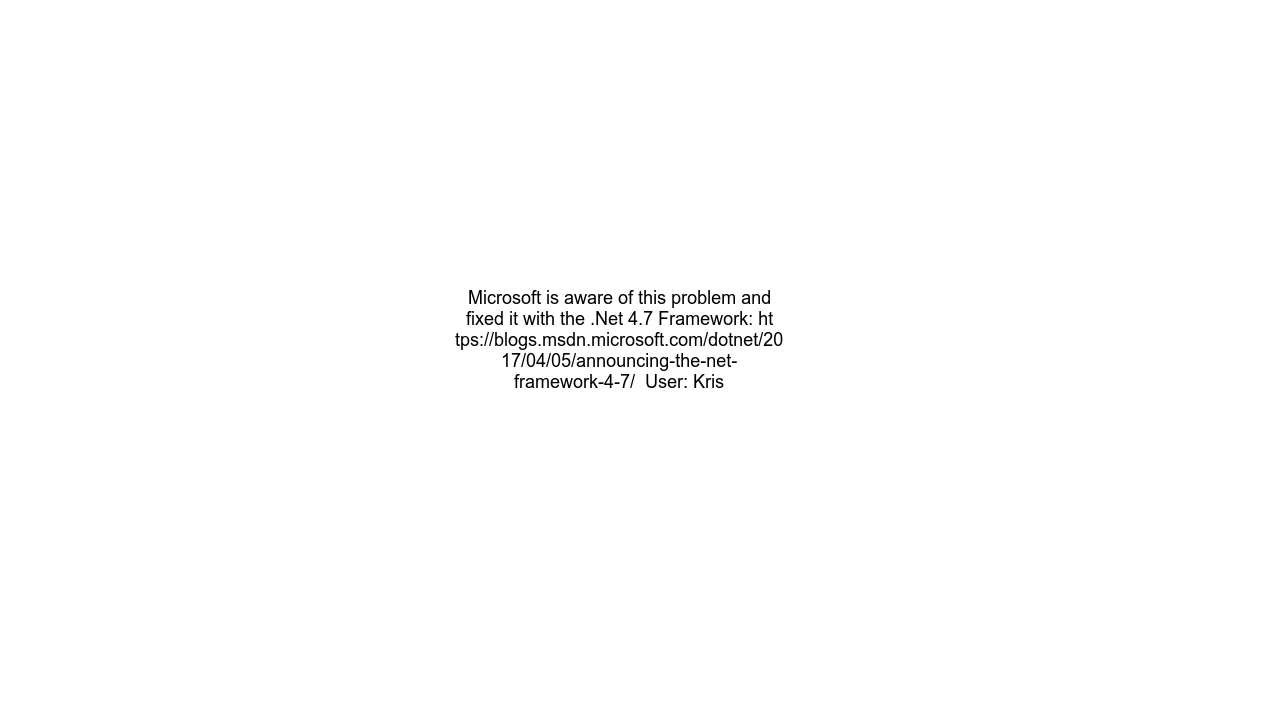 Microsoft is aware of this problem and
fixed it with the .Net 4.7 Framework: ht
tps://blogs.msdn.microsoft.com/dotnet/20
17/04/05/announcing-the-net-
framework-4-7/  User: Kris